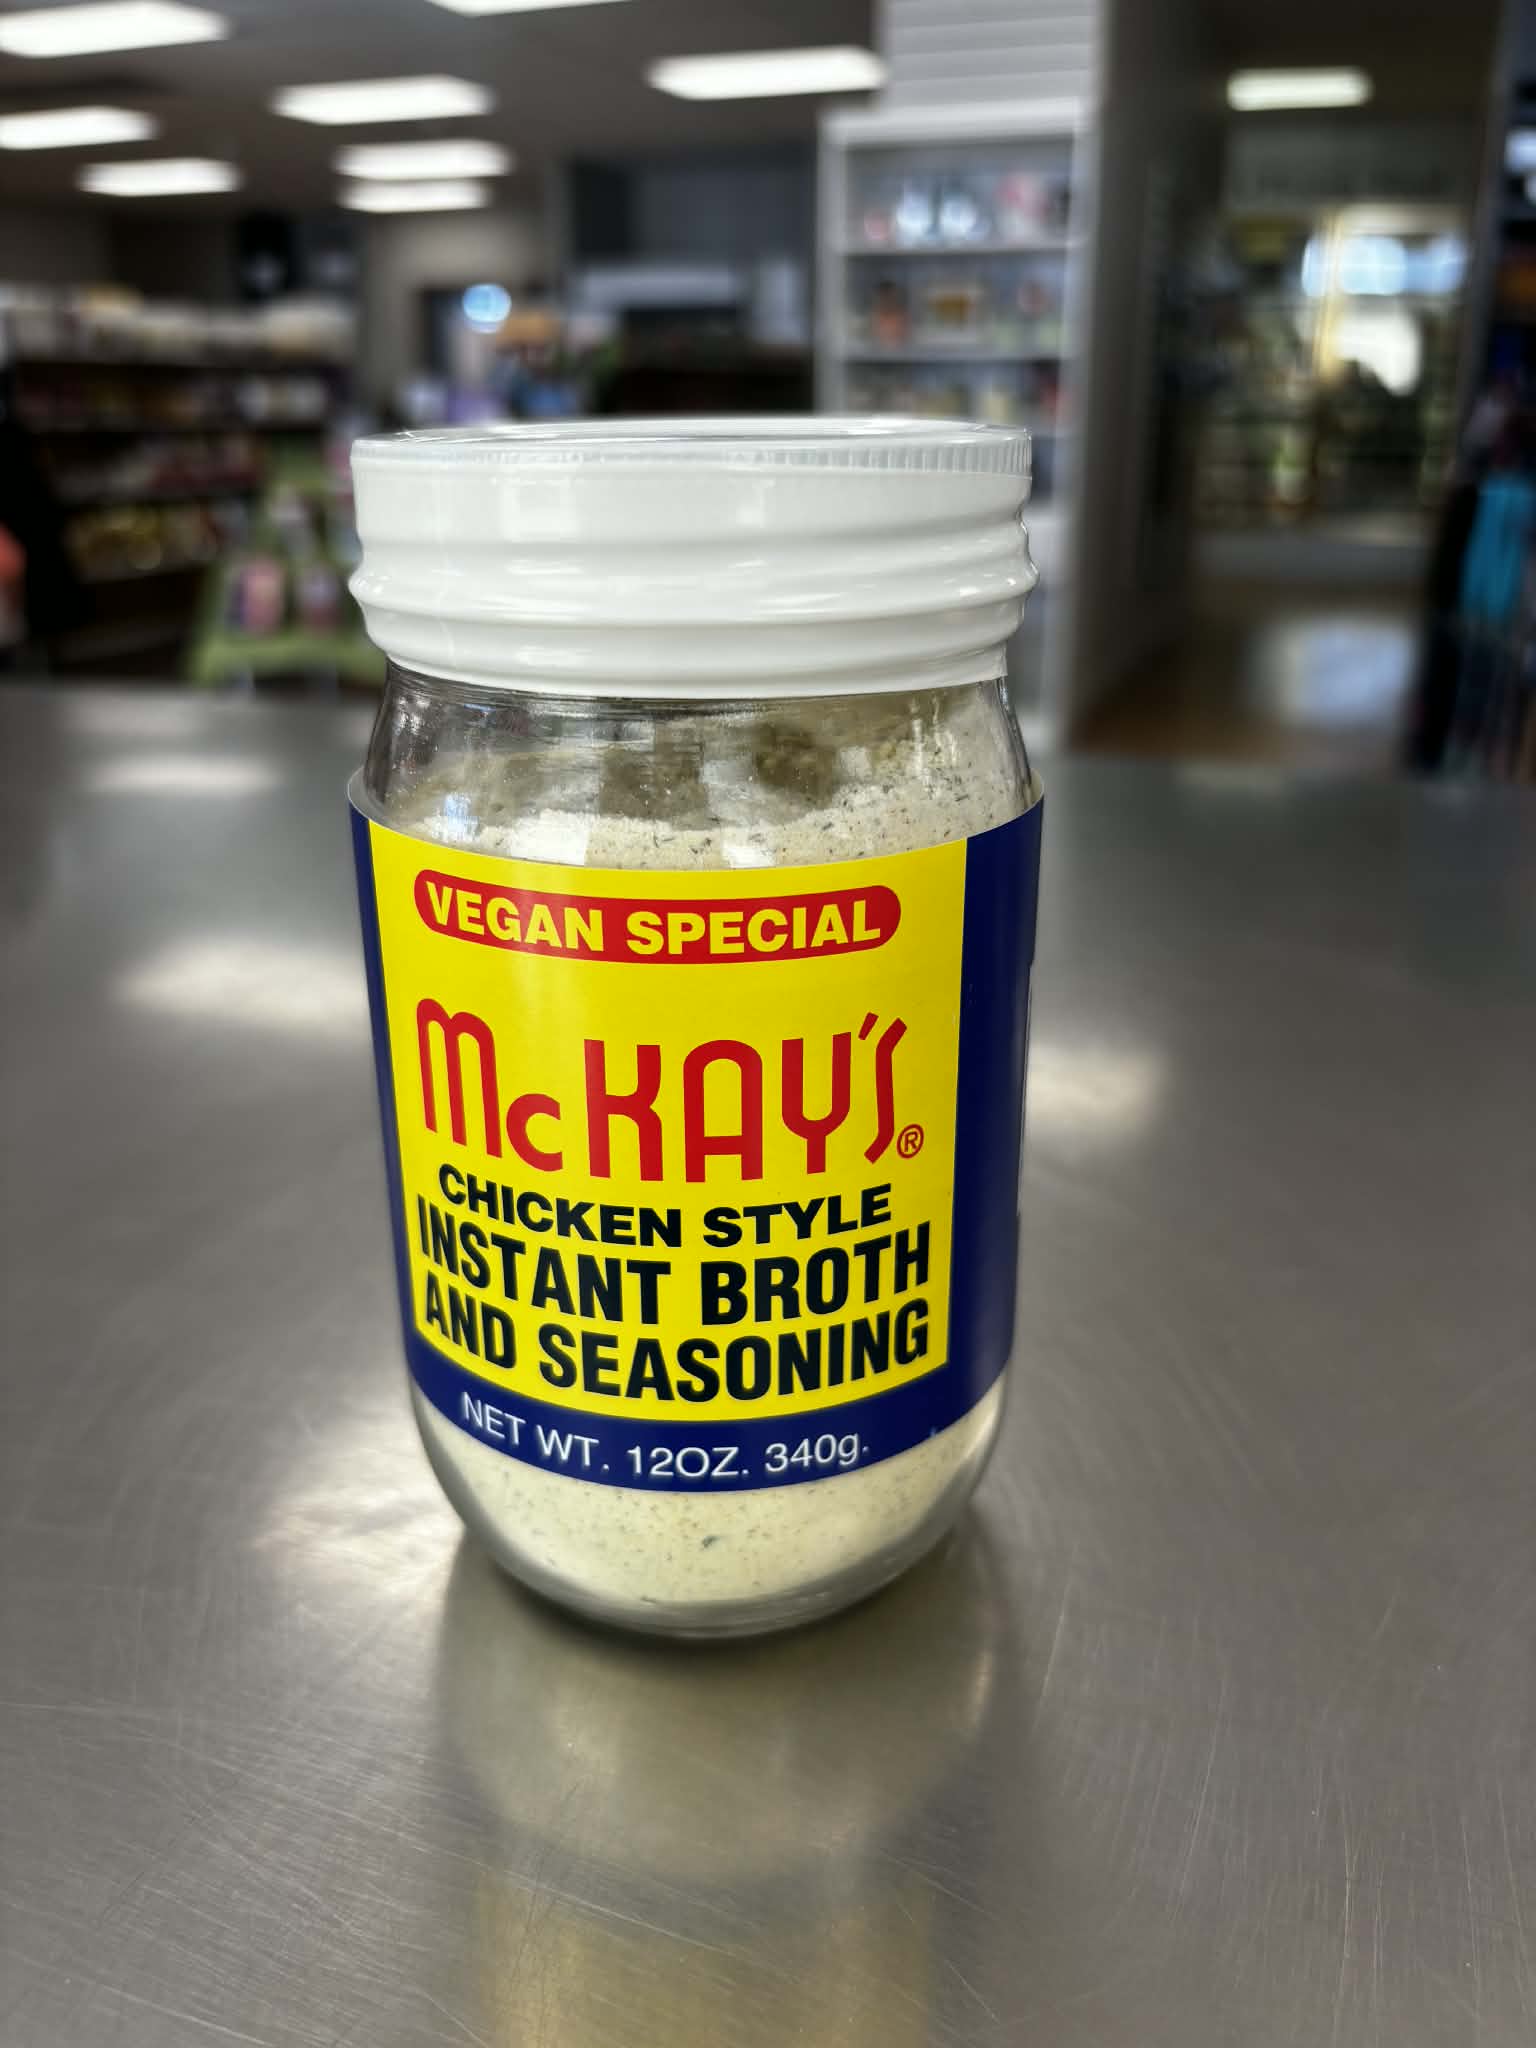 VEGAN SPECIAL
McKAY'S®
CHICKEN STYLE
INSTANT BROTH
AND SEASONING
NET WT. 12OZ. 340g.